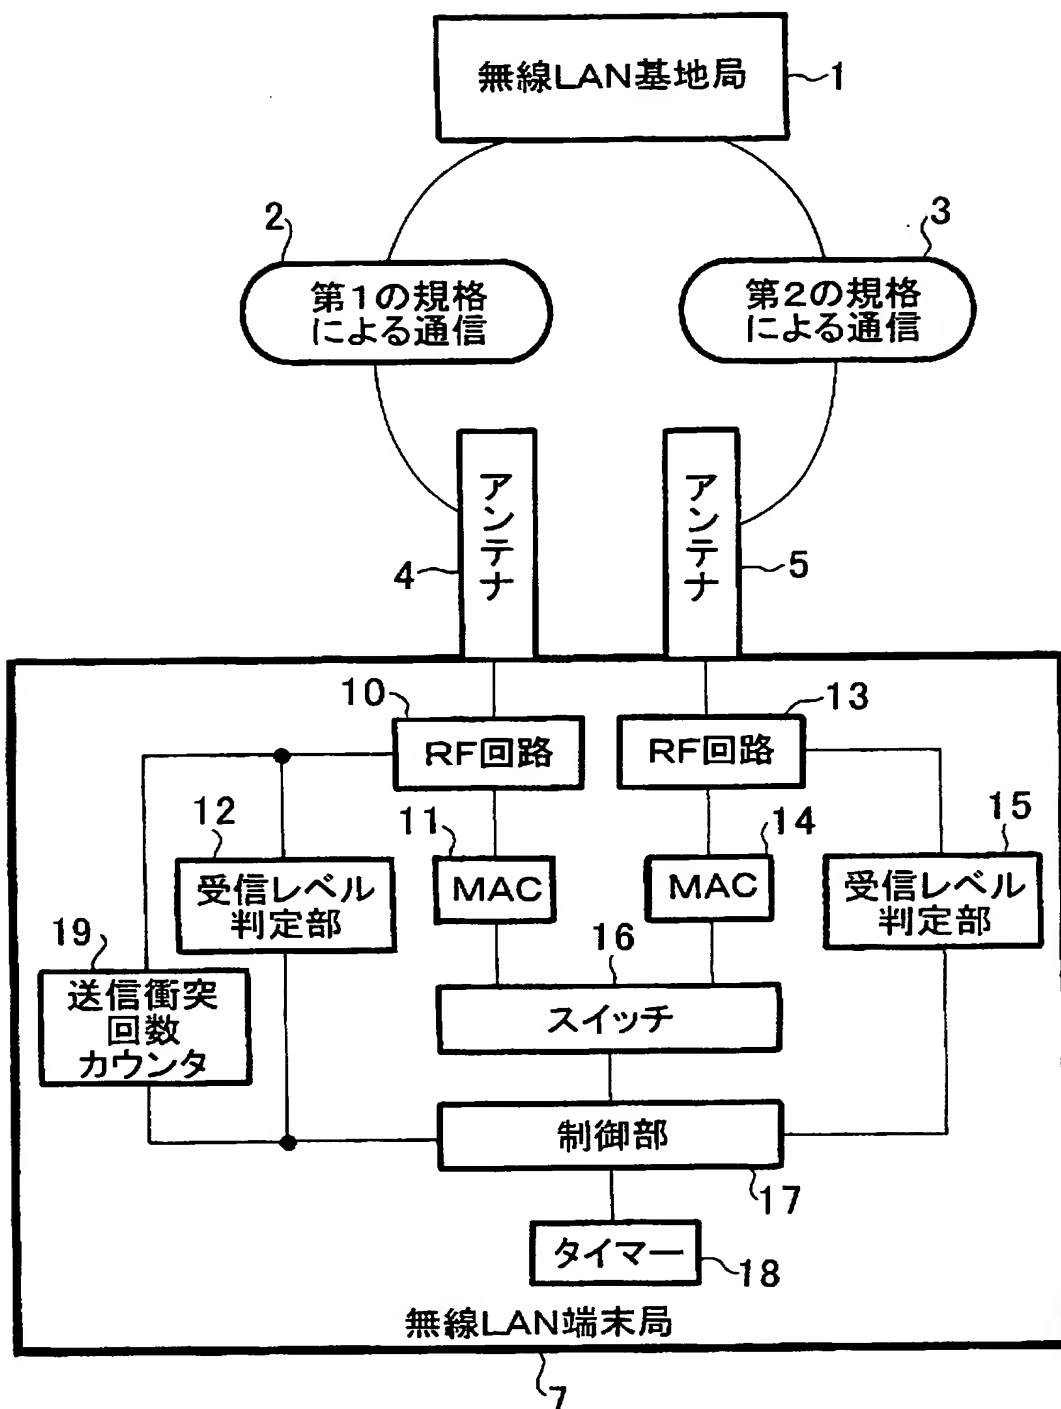 無線LAN基地局
1
2
3
第1の規格
による通信
第2の規格
による通信
アンテナ
アンテナ
4
5
10
13
RF回路
RF回路
12
11
14
15
受信レベル
判定部
MAC
MAC
受信レベル
判定部
19
16
送信衝突
回数
カウンタ
スイッチ
制御部
17
タイマー
18
無線LAN端末局
7